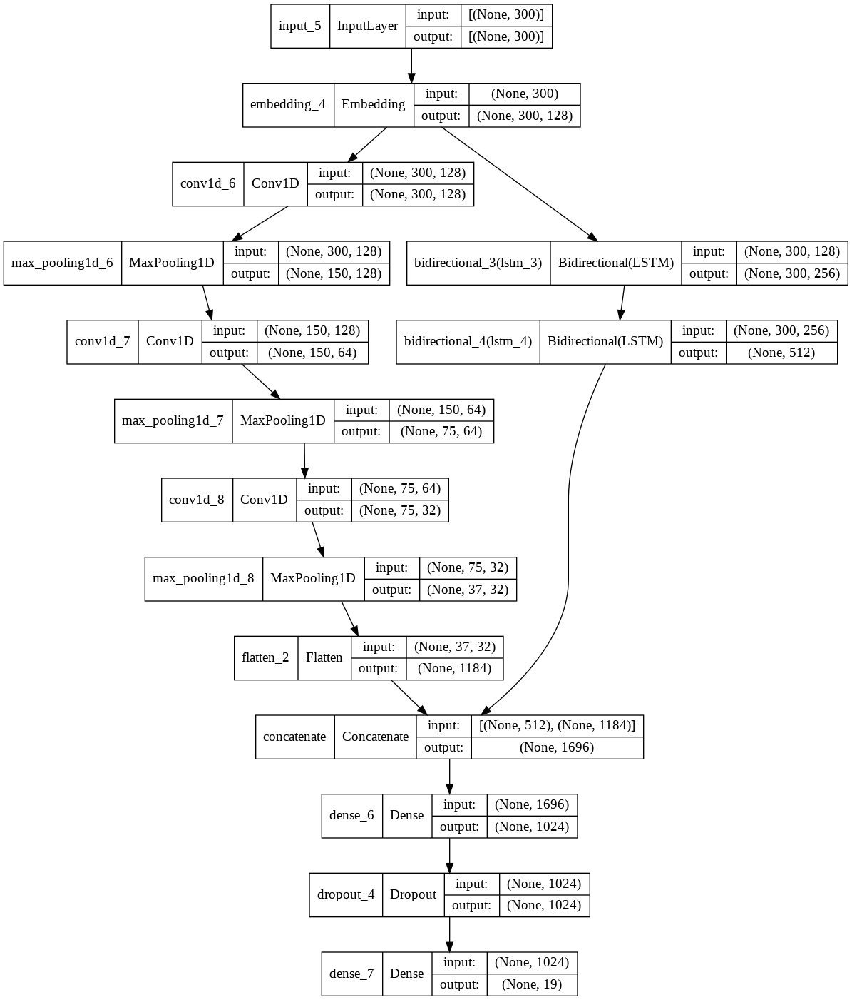 input_5 InputLayer input: [(None, 300)]
output: [(None, 300)]
embedding_4 Embedding input: (None, 300)
output: (None, 300, 128)
conv1d_6 Conv1D input: (None, 300, 128)
output: (None, 300, 128)
max_pooling1d_6 MaxPooling1D input: (None, 300, 128)
output: (None, 150, 128)
bidirectional_3(lstm_3) Bidirectional(LSTM) input: (None, 300, 128)
output: (None, 300, 256)
conv1d_7 Conv1D input: (None, 150, 128)
output: (None, 150, 64)
bidirectional_4(lstm_4) Bidirectional(LSTM) input: (None, 300, 256)
output: (None, 512)
max_pooling1d_7 MaxPooling1D input: (None, 150, 64)
output: (None, 75, 64)
conv1d_8 Conv1D input: (None, 75, 64)
output: (None, 75, 32)
max_pooling1d_8 MaxPooling1D input: (None, 75, 32)
output: (None, 37, 32)
flatten_2 Flatten input: (None, 37, 32)
output: (None, 1184)
concatenate Concatenate input: [(None, 512), (None, 1184)]
output: (None, 1696)
dense_6 Dense input: (None, 1696)
output: (None, 1024)
dropout_4 Dropout input: (None, 1024)
output: (None, 1024)
dense_7 Dense input: (None, 1024)
output: (None, 19)